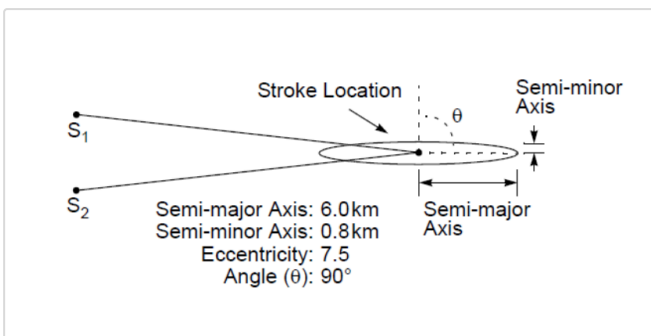 Stroke Location
θ
Semi-minor
Axis
S1
S2
Semi-major Axis: 6.0km
Semi-minor Axis: 0.8km
Eccentricity: 7.5
Angle (θ): 90°
Semi-major
Axis